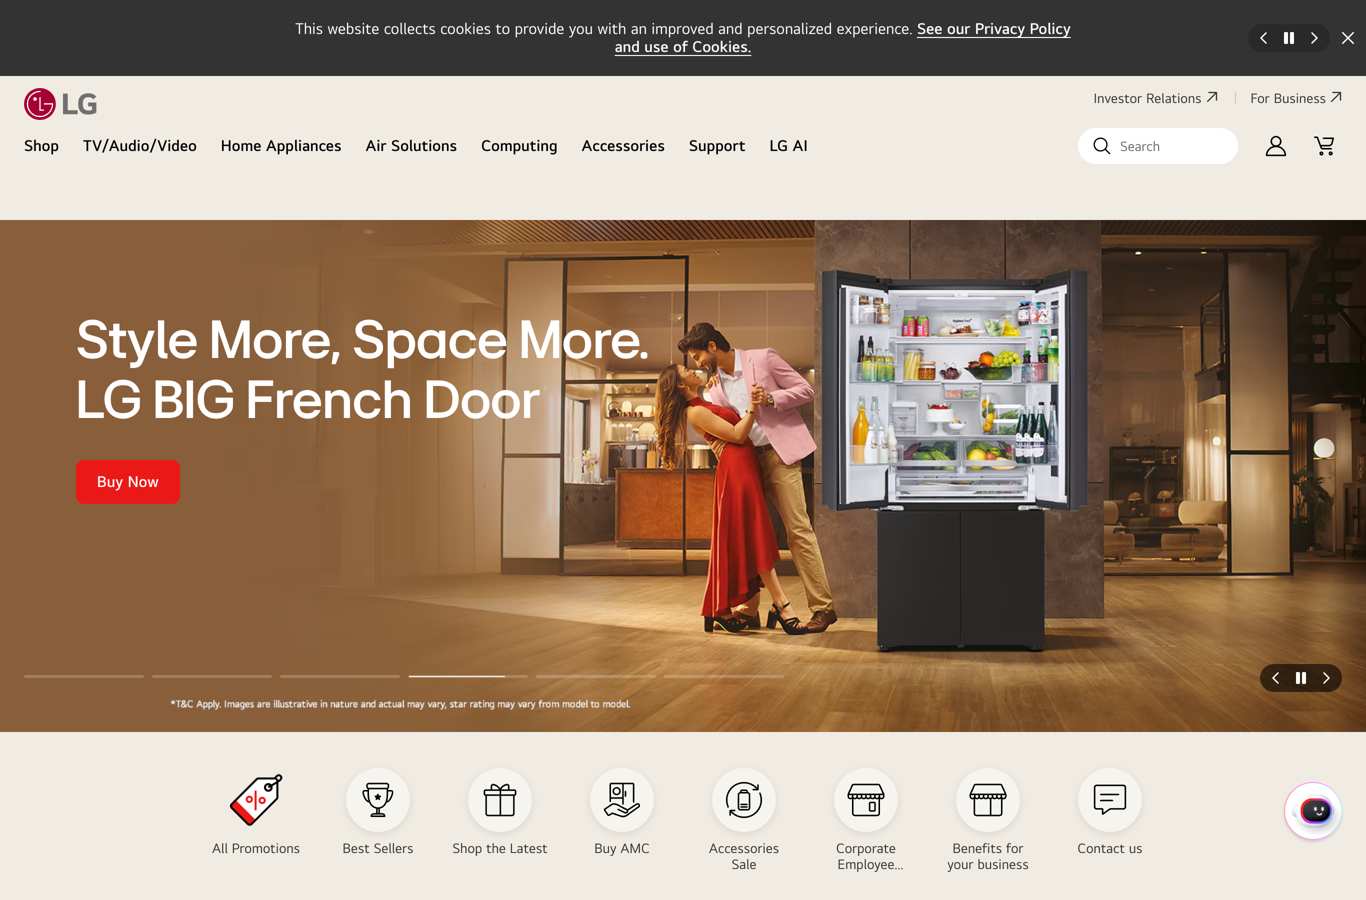 This website collects cookies to provide you with an improved and personalized experience. See our Privacy Policy
and use of Cookies.
LG
Investor Relations
For Business
Shop
TV/Audio/Video
Home Appliances
Air Solutions
Computing
Accessories
Support
LG AI
Search
Style More, Space More.
LG BIG French Door
Buy Now
*T&C Apply. Images are illustrative in nature and actual may vary, star rating may vary from model to model.
All Promotions
Best Sellers
Shop the Latest
Buy AMC
Accessories
Sale
Corporate
Employee...
Benefits for
your business
Contact us